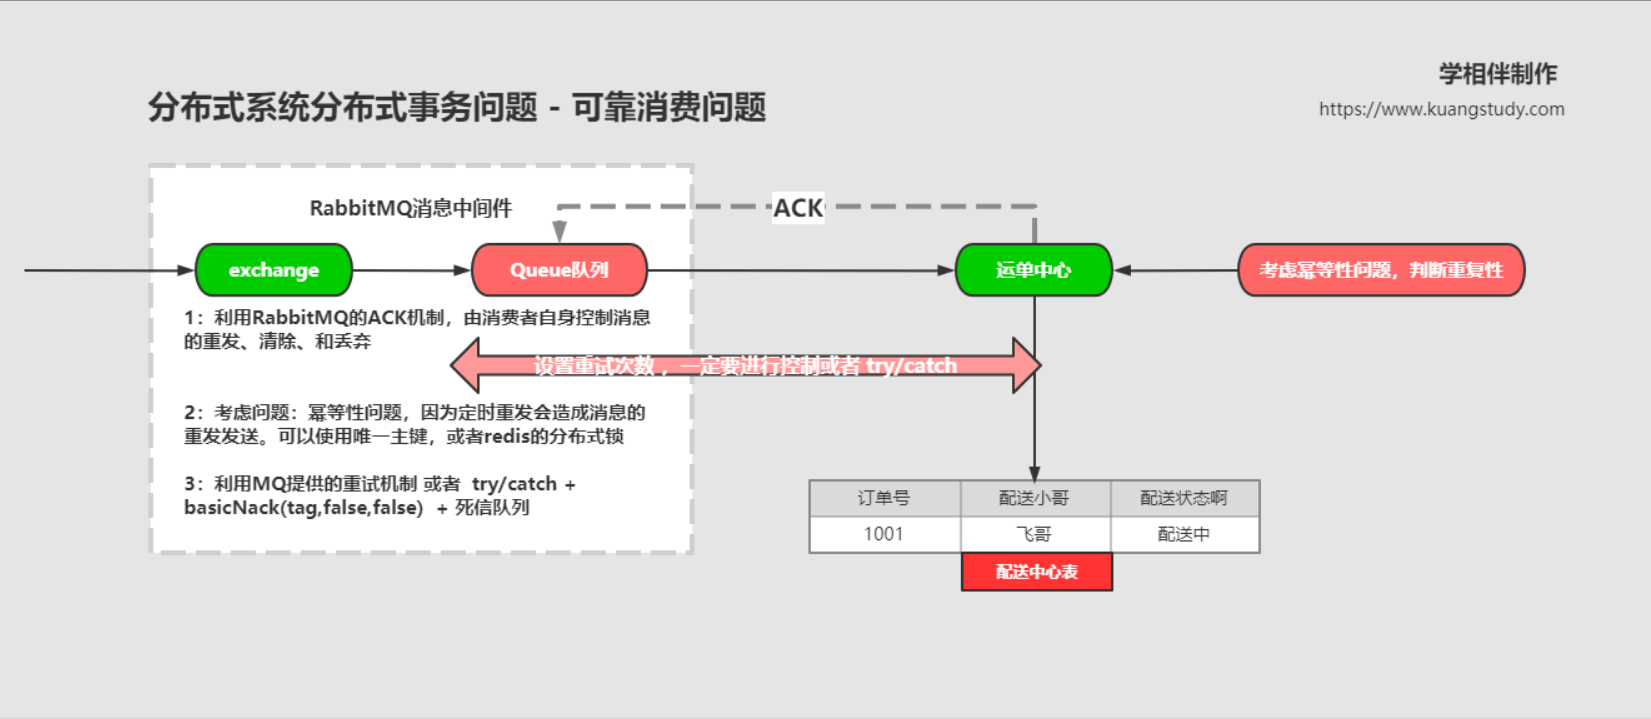 学相伴制作
https://www.kuangstudy.com
分布式系统分布式事务问题 - 可靠消费问题
RabbitMQ消息中间件
ACK
exchange
Queue队列
运单中心
考虑幂等性问题，判断重复性
1：利用RabbitMQ的ACK机制，由消费者自身控制消息
的重发、清除、和丢弃
设置重试次数 ，一定要进行控制或者 try/catch
2：考虑问题：幂等性问题，因为定时重发会造成消息的
重发发送。可以使用唯一主键，或者redis的分布式锁
3：利用MQ提供的重试机制 或者 try/catch +
basicNack(tag,false,false) + 死信队列
订单号 配送小哥 配送状态啊
1001 飞哥 配送中
配送中心表